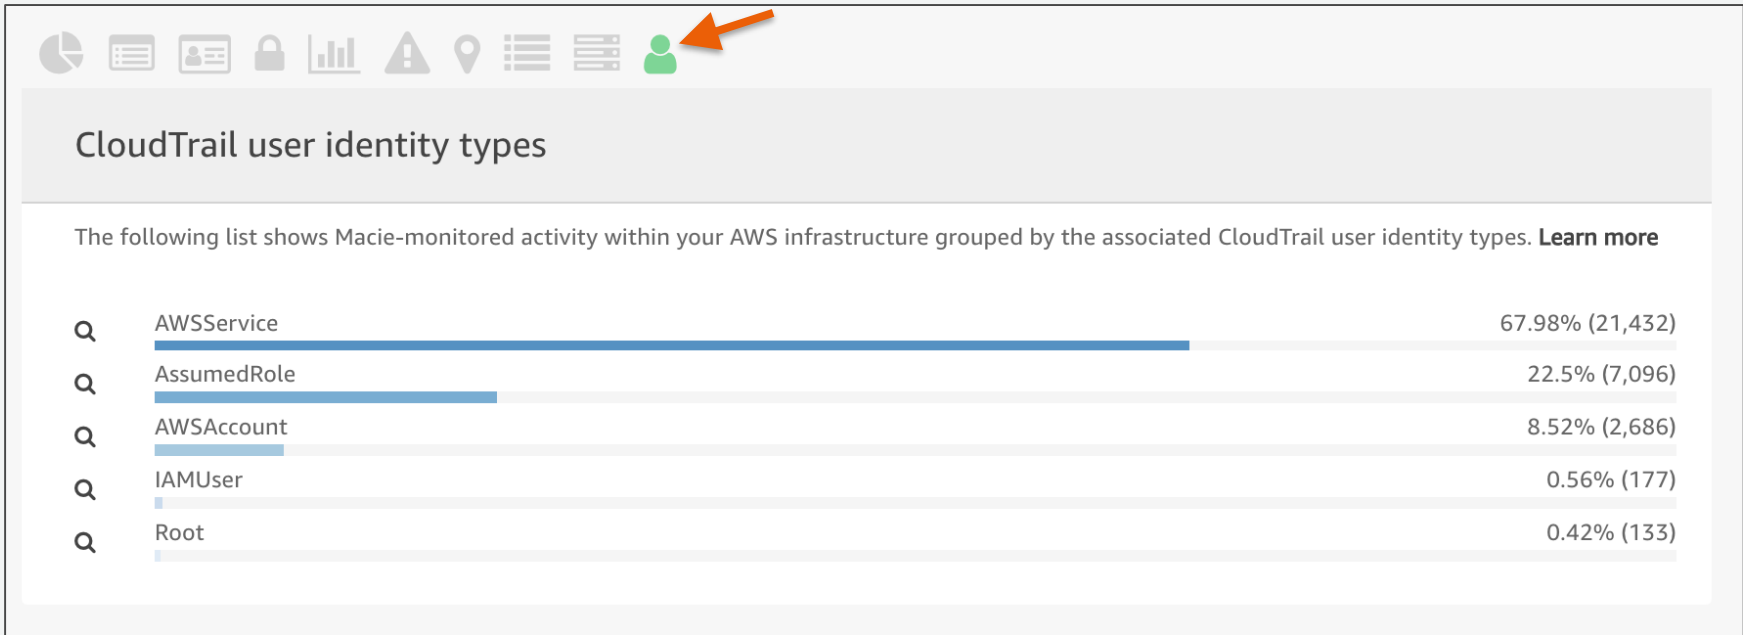 CloudTrail user identity types
The following list shows Macie-monitored activity within your AWS infrastructure grouped by the associated CloudTrail user identity types. Learn more
AWSService 67.98% (21,432)
AssumedRole 22.5% (7,096)
AWSAccount 8.52% (2,686)
IAMUser 0.56% (177)
Root 0.42% (133)